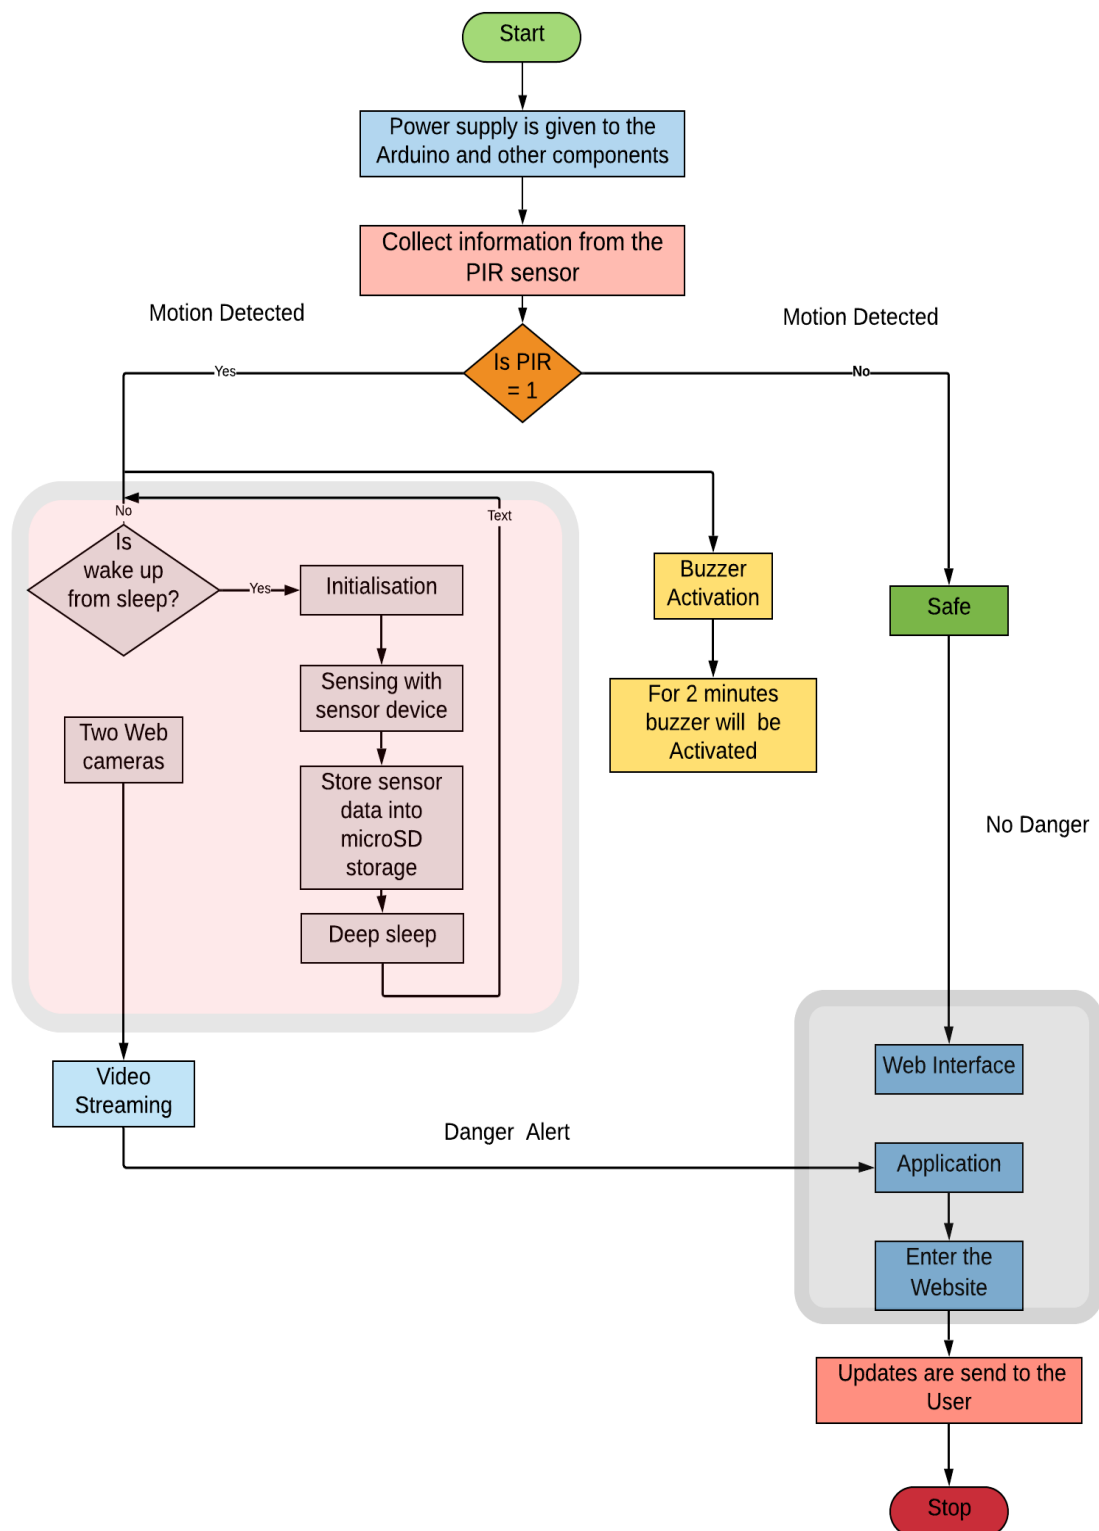 Start
Power supply is given to the
Arduino and other components
Collect information from the
PIR sensor
Motion Detected
Motion Detected
Is PIR
= 1
Yes
No
No
Text
Is
wake up
from sleep?
Yes
Initialisation
Buzzer
Activation
Safe
Sensing with
sensor device
For 2 minutes
buzzer will  be
Activated
Two Web
cameras
Store sensor
data into
microSD
storage
No Danger
Deep sleep
Web Interface
Video
Streaming
Danger  Alert
Application
Enter the
Website
Updates are send to the
User
Stop